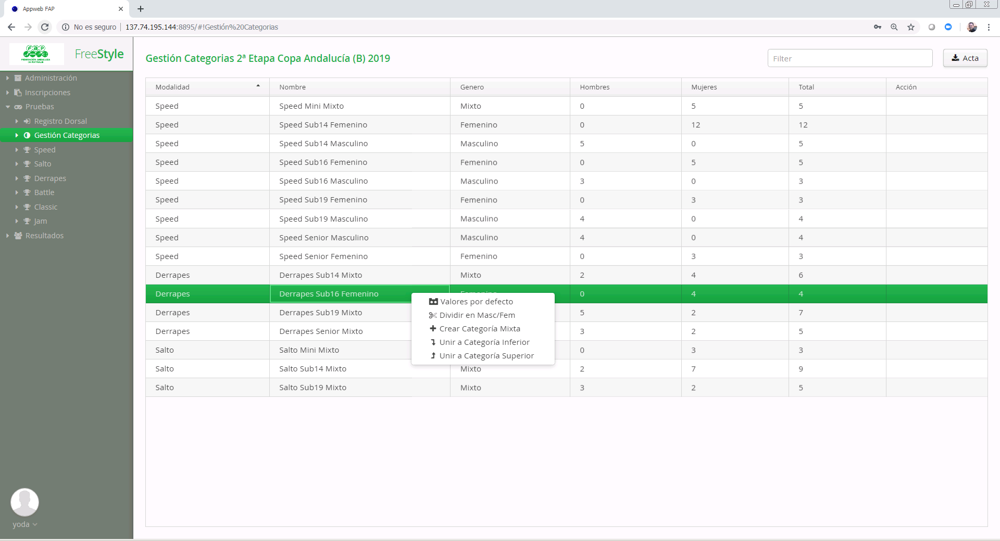 Appweb FAP
No es seguro 137.74.195.144:8895/#!Gestión%20Categorias
FaP
FEDERACIÓN ANDALUZA
DE PATINAJE
FreeStyle
Gestión Categorias 2ª Etapa Copa Andalucía (B) 2019
Filter
Acta
Administración
Inscripciones
Pruebas
Registro Dorsal
Gestión Categorias
Speed
Salto
Derrapes
Battle
Classic
Jam
Resultados
yoda
Modalidad Nombre Genero Hombres Mujeres Total Acción
Speed Speed Mini Mixto Mixto 0 5 5
Speed Speed Sub14 Femenino Femenino 0 12 12
Speed Speed Sub14 Masculino Masculino 5 0 5
Speed Speed Sub16 Femenino Femenino 0 5 5
Speed Speed Sub16 Masculino Masculino 3 0 3
Speed Speed Sub19 Femenino Femenino 0 3 3
Speed Speed Sub19 Masculino Masculino 4 0 4
Speed Speed Senior Masculino Masculino 4 0 4
Speed Speed Senior Femenino Femenino 0 3 3
Derrapes Derrapes Sub14 Mixto Mixto 2 4 6
Derrapes Derrapes Sub16 Femenino Femenino 0 4 4
Derrapes Derrapes Sub19 Mixto 5 2 7
Derrapes Derrapes Senior Mixto 3 2 5
Salto Salto Mini Mixto 0 3 3
Salto Salto Sub14 Mixto Mixto 2 7 9
Salto Salto Sub19 Mixto Mixto 3 2 5
Valores por defecto
Dividir en Masc/Fem
Crear Categoría Mixta
Unir a Categoría Inferior
Unir a Categoría Superior